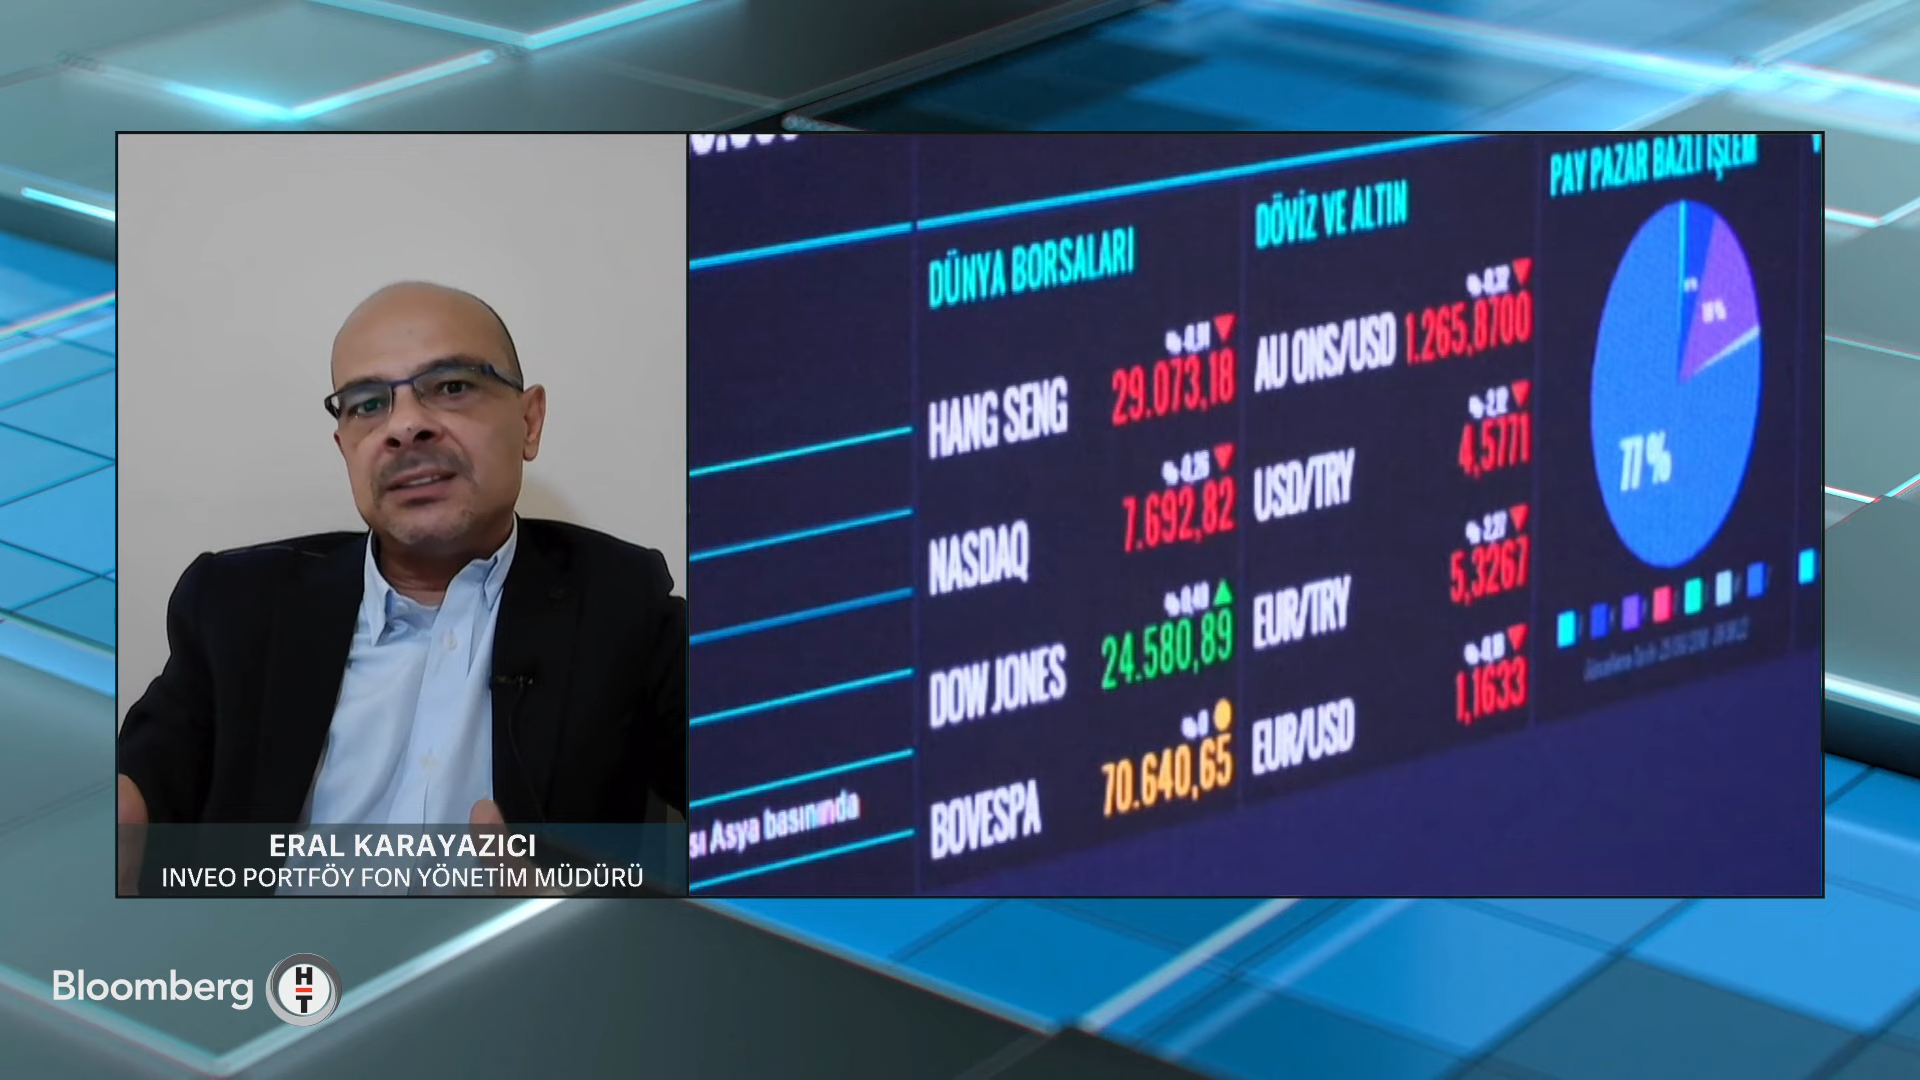 DÜNYA BORSALARI
HANG SENG 29.073,18
NASDAQ 7.692,82
DOW JONES 24.580,89
BOVESPA 70.640,65
DÖVİZ VE ALTIN
AU ONS/USD 1.265,8700
USD/TRY 4,5771
EUR/TRY 5,3267
EUR/USD 1,1633
PAY PAZAR BAZLI İŞLEM
77 %
sı Asya basınında
ERAL KARAYAZICI
INVEO PORTFÖY FON YÖNETİM MÜDÜRÜ
Bloomberg HT